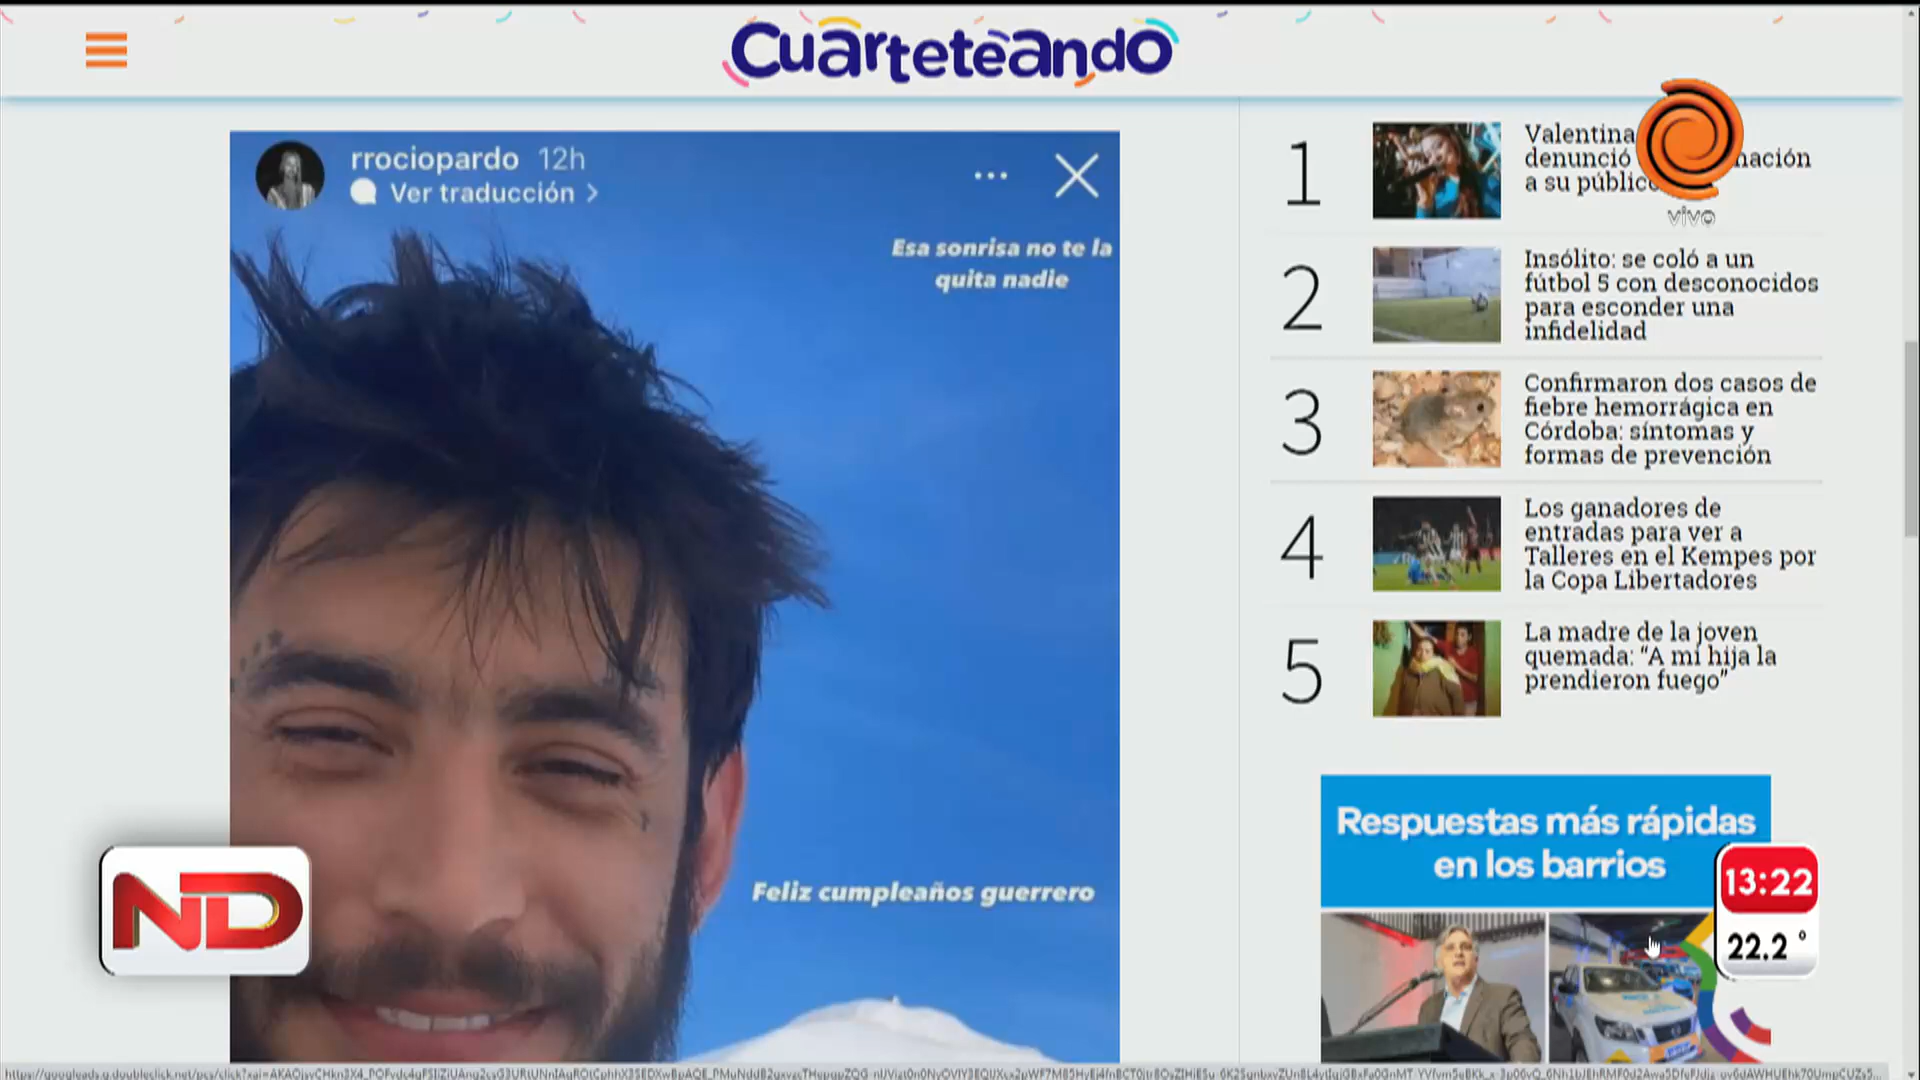 Cuarteteando
rrociopardo 12h
Ver traducción
Esa sonrisa no te la
quita nadie
Feliz cumpleaños guerrero
1
Valentina
denunció
a su público
vivo
2
Insólito: se coló a un
fútbol 5 con desconocidos
para esconder una
infidelidad
3
Confirmaron dos casos de
fiebre hemorrágica en
Córdoba: síntomas y
formas de prevención
4
Los ganadores de
entradas para ver a
Talleres en el Kempes por
la Copa Libertadores
5
La madre de la joven
quemada: “A mi hija la
prendieron fuego”
Respuestas más rápidas
en los barrios
13:22
22.2°
ND